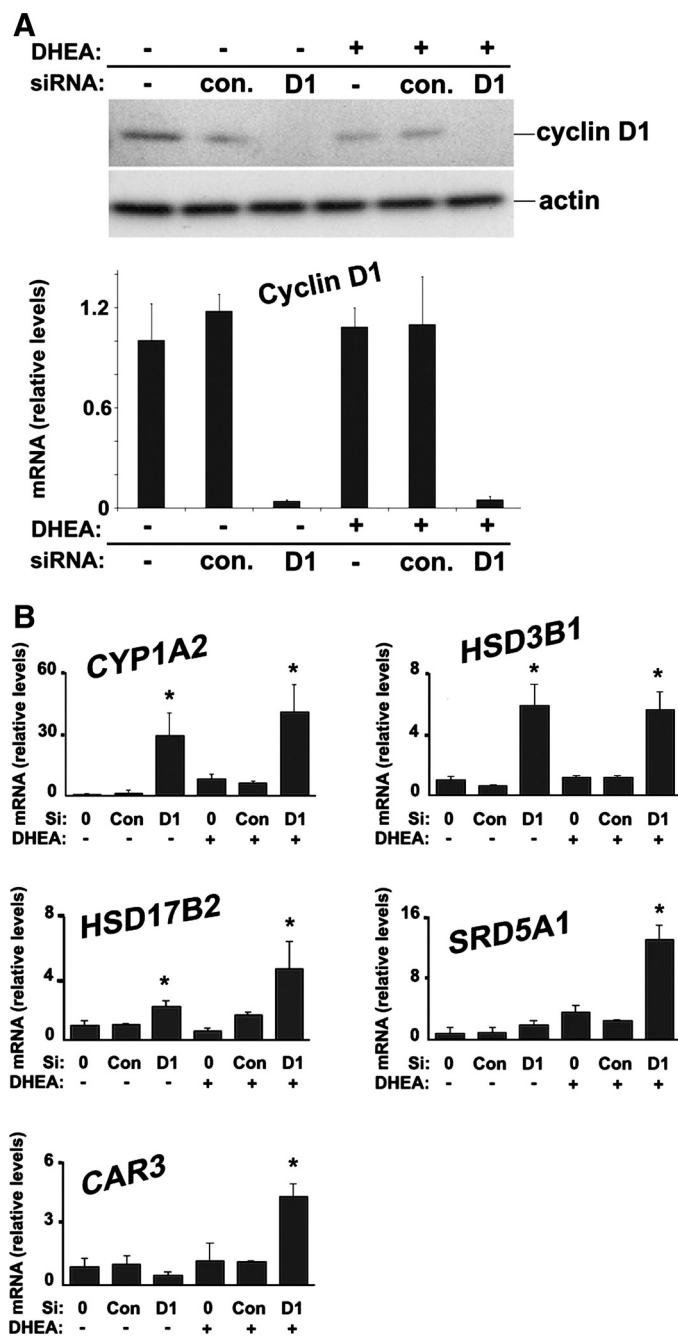 A
DHEA: - - - + + +
siRNA: - con. D1 - con. D1
cyclin D1
actin
Cyclin D1
mRNA (relative levels)
1.2
0.6
0
DHEA: - - - + + +
siRNA: - con. D1 - con. D1
B
CYP1A2
mRNA (relative levels)
60
30
0
Si: 0 Con D1 0 Con D1
DHEA: - - - + + +
* *
HSD3B1
mRNA (relative levels)
8
4
0
Si: 0 Con D1 0 Con D1
DHEA: - - - + + +
* *
HSD17B2
mRNA (relative levels)
8
4
0
Si: 0 Con D1 0 Con D1
DHEA: - - - + + +
* *
SRD5A1
mRNA (relative levels)
16
8
0
Si: 0 Con D1 0 Con D1
DHEA: - - - + + +
*
CAR3
mRNA (relative levels)
6
3
0
Si: 0 Con D1 0 Con D1
DHEA: - - - + + +
*